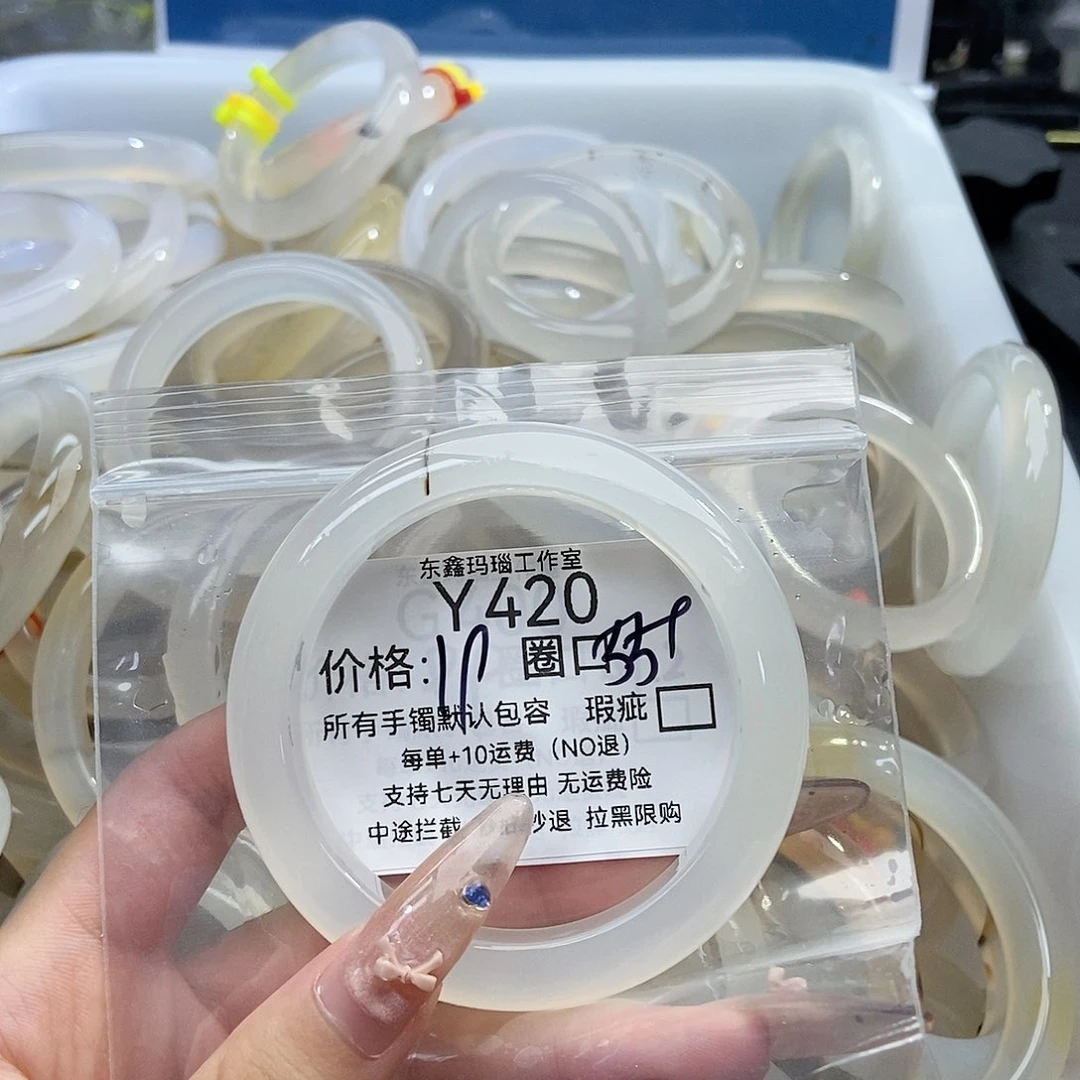 东鑫玛瑙工作室
Y420
价格: 圈口
所有手镯默认包容 瑕疵
每单+10运费（NO退）
支持七天无理由 无运费险
中途拦截 秒退 拉黑限购